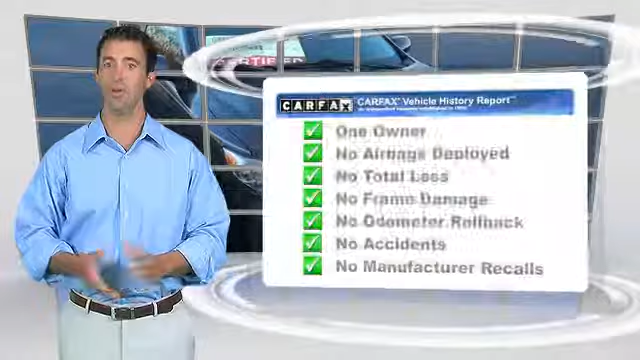 CERTIFIED
CARFAX CARFAX Vehicle History Report™
One Owner
No Airbags Deployed
No Total Loss
No Frame Damage
No Odometer Rollback
No Accidents
No Manufacturer Recalls